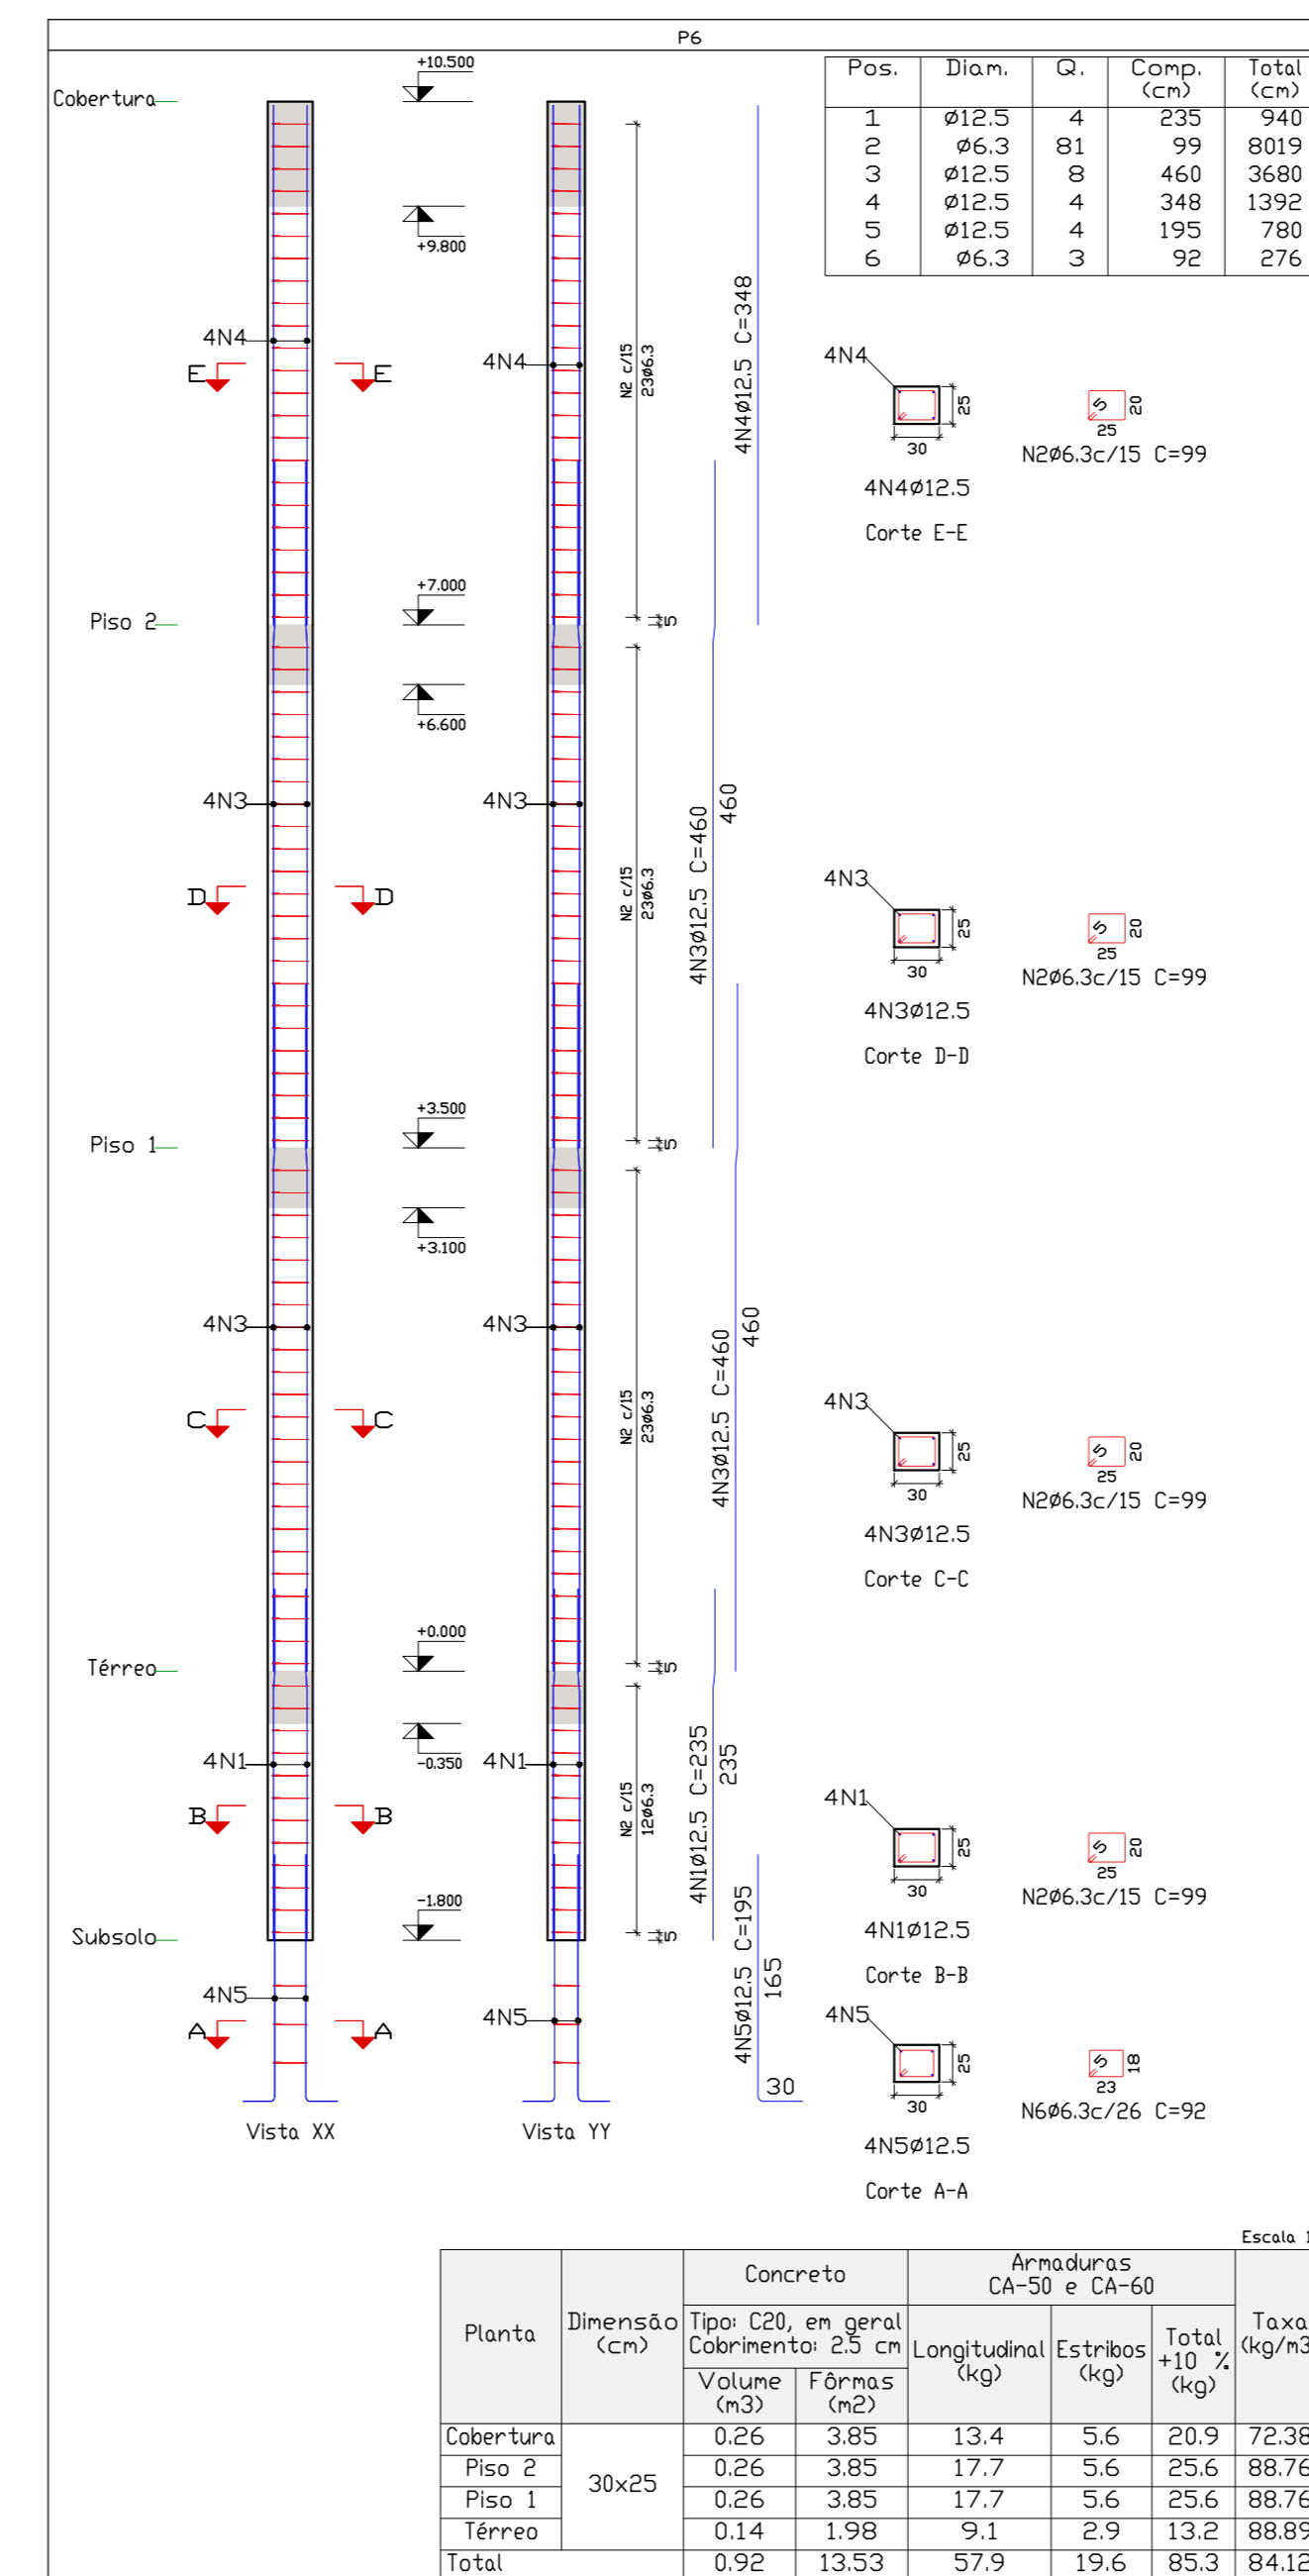 P6
Pos. Diam. Q. Comp. (cm) Total (cm)
1 ø12.5 4 235 940
2 ø6.3 81 99 8019
3 ø12.5 8 460 3680
4 ø12.5 4 348 1392
5 ø12.5 4 195 780
6 ø6.3 3 92 276
Cobertura
+10.500
+9.800
4N4
4N4
E E
N2 c/15
23ø6.3
4N4ø12.5 C=348
4N4
25
30
4N4ø12.5
Corte E-E
5
20
25
N2ø6.3c/15 C=99
Piso 2
+7.000
5
+6.600
4N3
4N3
D D
N2 c/15
23ø6.3
4N3ø12.5 C=460
460
4N3
25
30
4N3ø12.5
Corte D-D
5
20
25
N2ø6.3c/15 C=99
Piso 1
+3.500
5
+3.100
4N3
4N3
C C
N2 c/15
23ø6.3
4N3ø12.5 C=460
460
4N3
25
30
4N3ø12.5
Corte C-C
5
20
25
N2ø6.3c/15 C=99
Térreo
+0.000
5
-0.350
4N1
4N1
B B
N2 c/15
12ø6.3
4N1ø12.5 C=235
235
4N1
25
30
4N1ø12.5
Corte B-B
5
20
25
N2ø6.3c/15 C=99
Subsolo
-1.800
5
4N5
4N5
A A
4N5ø12.5 C=195
165
30
4N5
25
30
4N5ø12.5
Corte A-A
5
18
23
N6ø6.3c/26 C=92
Vista XX
Vista YY
Escala 1
Planta
Dimensão (cm)
Concreto
Tipo: C20, em geral
Cobrimento: 2.5 cm
Volume (m3)
Fôrmas (m2)
Armaduras
CA-50 e CA-60
Longitudinal (kg)
Estribos (kg)
Total +10 % (kg)
Taxa (kg/m3
Cobertura 30x25 0.26 3.85 13.4 5.6 20.9 72.38
Piso 2 0.26 3.85 17.7 5.6 25.6 88.76
Piso 1 0.26 3.85 17.7 5.6 25.6 88.76
Térreo 0.14 1.98 9.1 2.9 13.2 88.89
Total 0.92 13.53 57.9 19.6 85.3 84.12